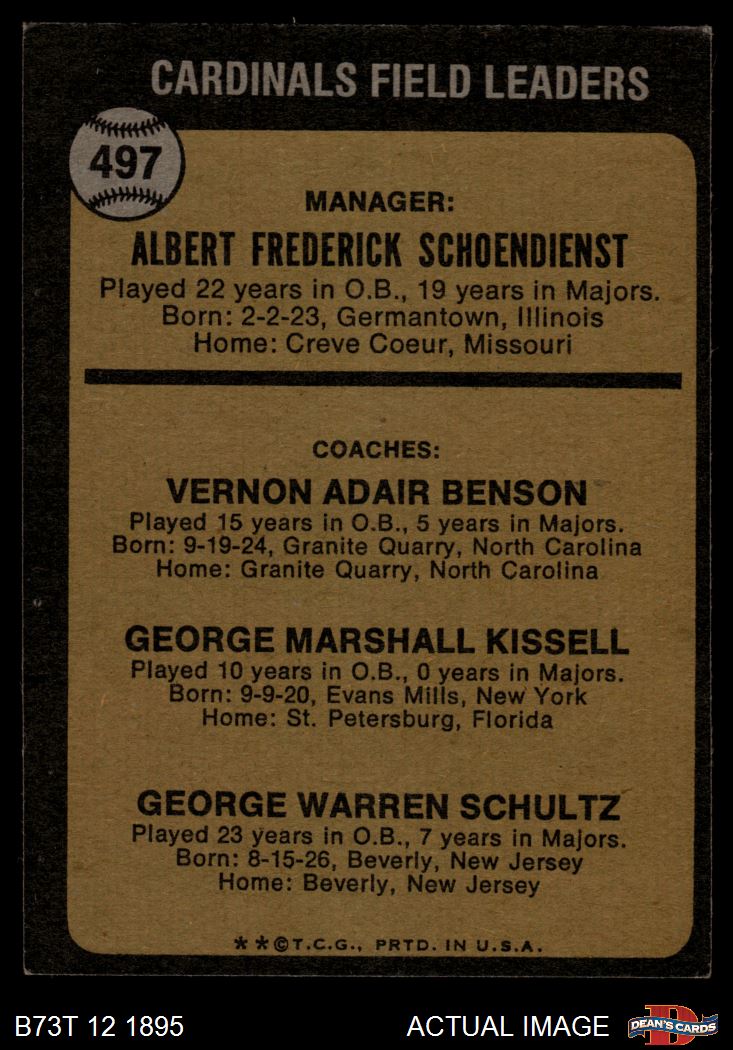 CARDINALS FIELD LEADERS
497
MANAGER:
ALBERT FREDERICK SCHOENDIENST
Played 22 years in O.B., 19 years in Majors.
Born: 2-2-23, Germantown, Illinois
Home: Creve Coeur, Missouri
COACHES:
VERNON ADAIR BENSON
Played 15 years in O.B., 5 years in Majors.
Born: 9-19-24, Granite Quarry, North Carolina
Home: Granite Quarry, North Carolina
GEORGE MARSHALL KISSELL
Played 10 years in O.B., 0 years in Majors.
Born: 9-9-20, Evans Mills, New York
Home: St. Petersburg, Florida
GEORGE WARREN SCHULTZ
Played 23 years in O.B., 7 years in Majors.
Born: 8-15-26, Beverly, New Jersey
Home: Beverly, New Jersey
**©T.C.G., PRTD. IN U.S.A.
B73T 12 1895 ACTUAL IMAGE DEAN'S CARDS